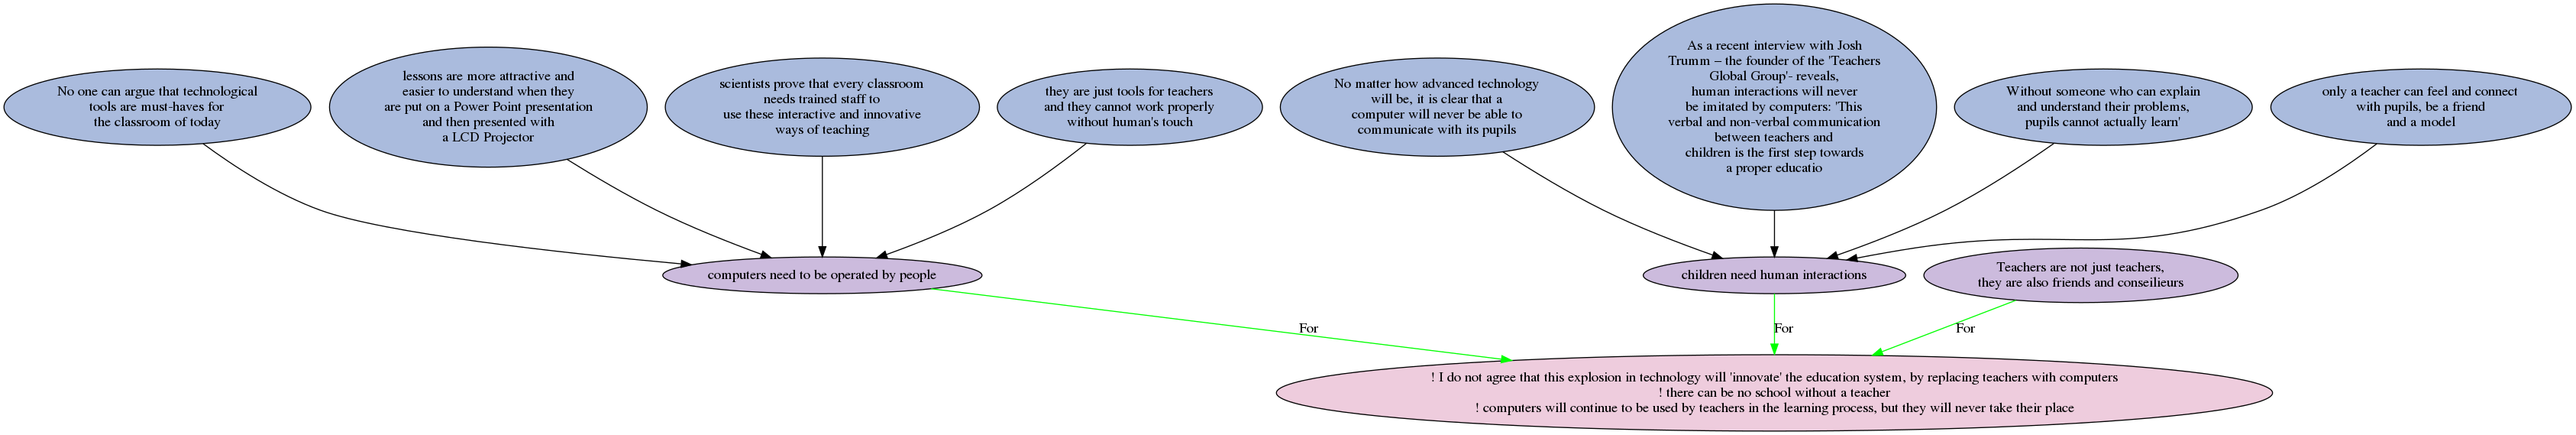 No one can argue that technological
tools are must-haves for
the classroom of today
lessons are more attractive and
easier to understand when they
are put on a Power Point presentation
and then presented with
a LCD Projector
scientists prove that every classroom
needs trained staff to
use these interactive and innovative
ways of teaching
they are just tools for teachers
and they cannot work properly
without human's touch
No matter how advanced technology
will be, it is clear that a
computer will never be able to
communicate with its pupils
As a recent interview with Josh
Trumm – the founder of the 'Teachers
Global Group'- reveals,
human interactions will never
be imitated by computers: 'This
verbal and non-verbal communication
between teachers and
children is the first step towards
a proper educatio
Without someone who can explain
and understand their problems,
pupils cannot actually learn'
only a teacher can feel and connect
with pupils, be a friend
and a model
computers need to be operated by people
children need human interactions
Teachers are not just teachers,
they are also friends and conseilieurs
For
For
For
! I do not agree that this explosion in technology will 'innovate' the education system, by replacing teachers with computers
! there can be no school without a teacher
! computers will continue to be used by teachers in the learning process, but they will never take their place